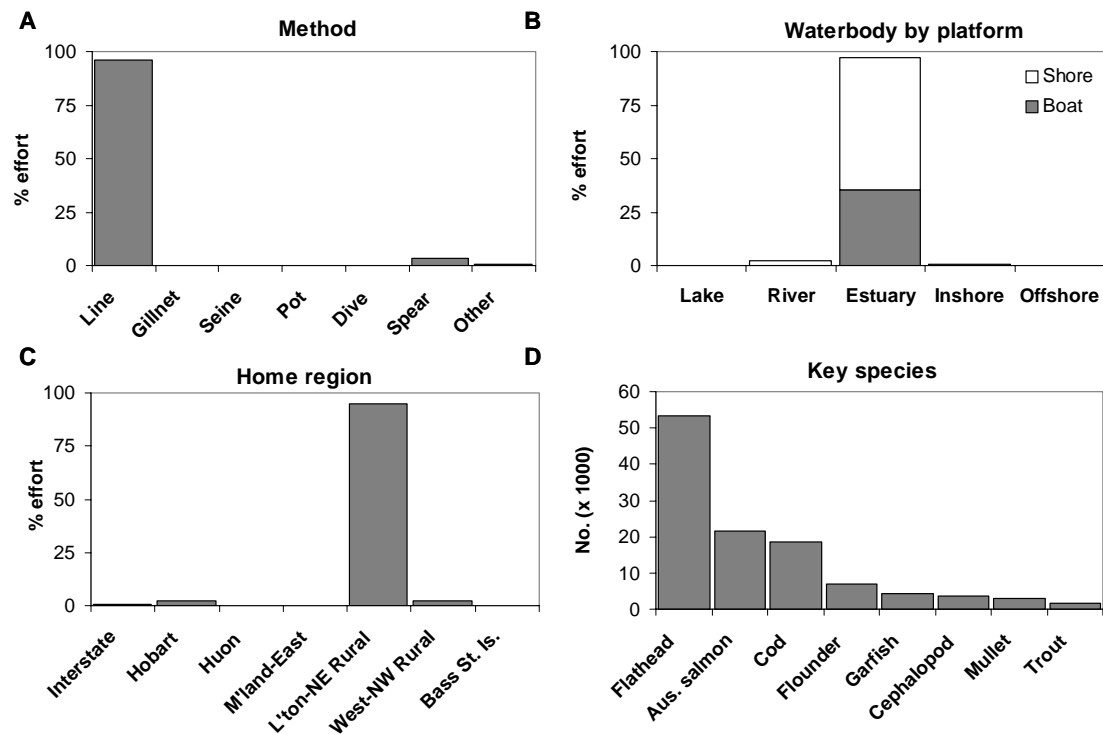 A
Method
% effort
100
75
50
25
0
Line
Gillnet
Seine
Pot
Dive
Spear
Other
B
Waterbody by platform
% effort
100
75
50
25
0
Shore
Boat
Lake
River
Estuary
Inshore
Offshore
C
Home region
% effort
100
75
50
25
0
Interstate
Hobart
Huon
M'land-East
L'ton-NE Rural
West-NW Rural
Bass St. Is.
D
Key species
No. (x 1000)
60
50
40
30
20
10
0
Flathead
Aus. salmon
Cod
Flounder
Garfish
Cephalopod
Mullet
Trout